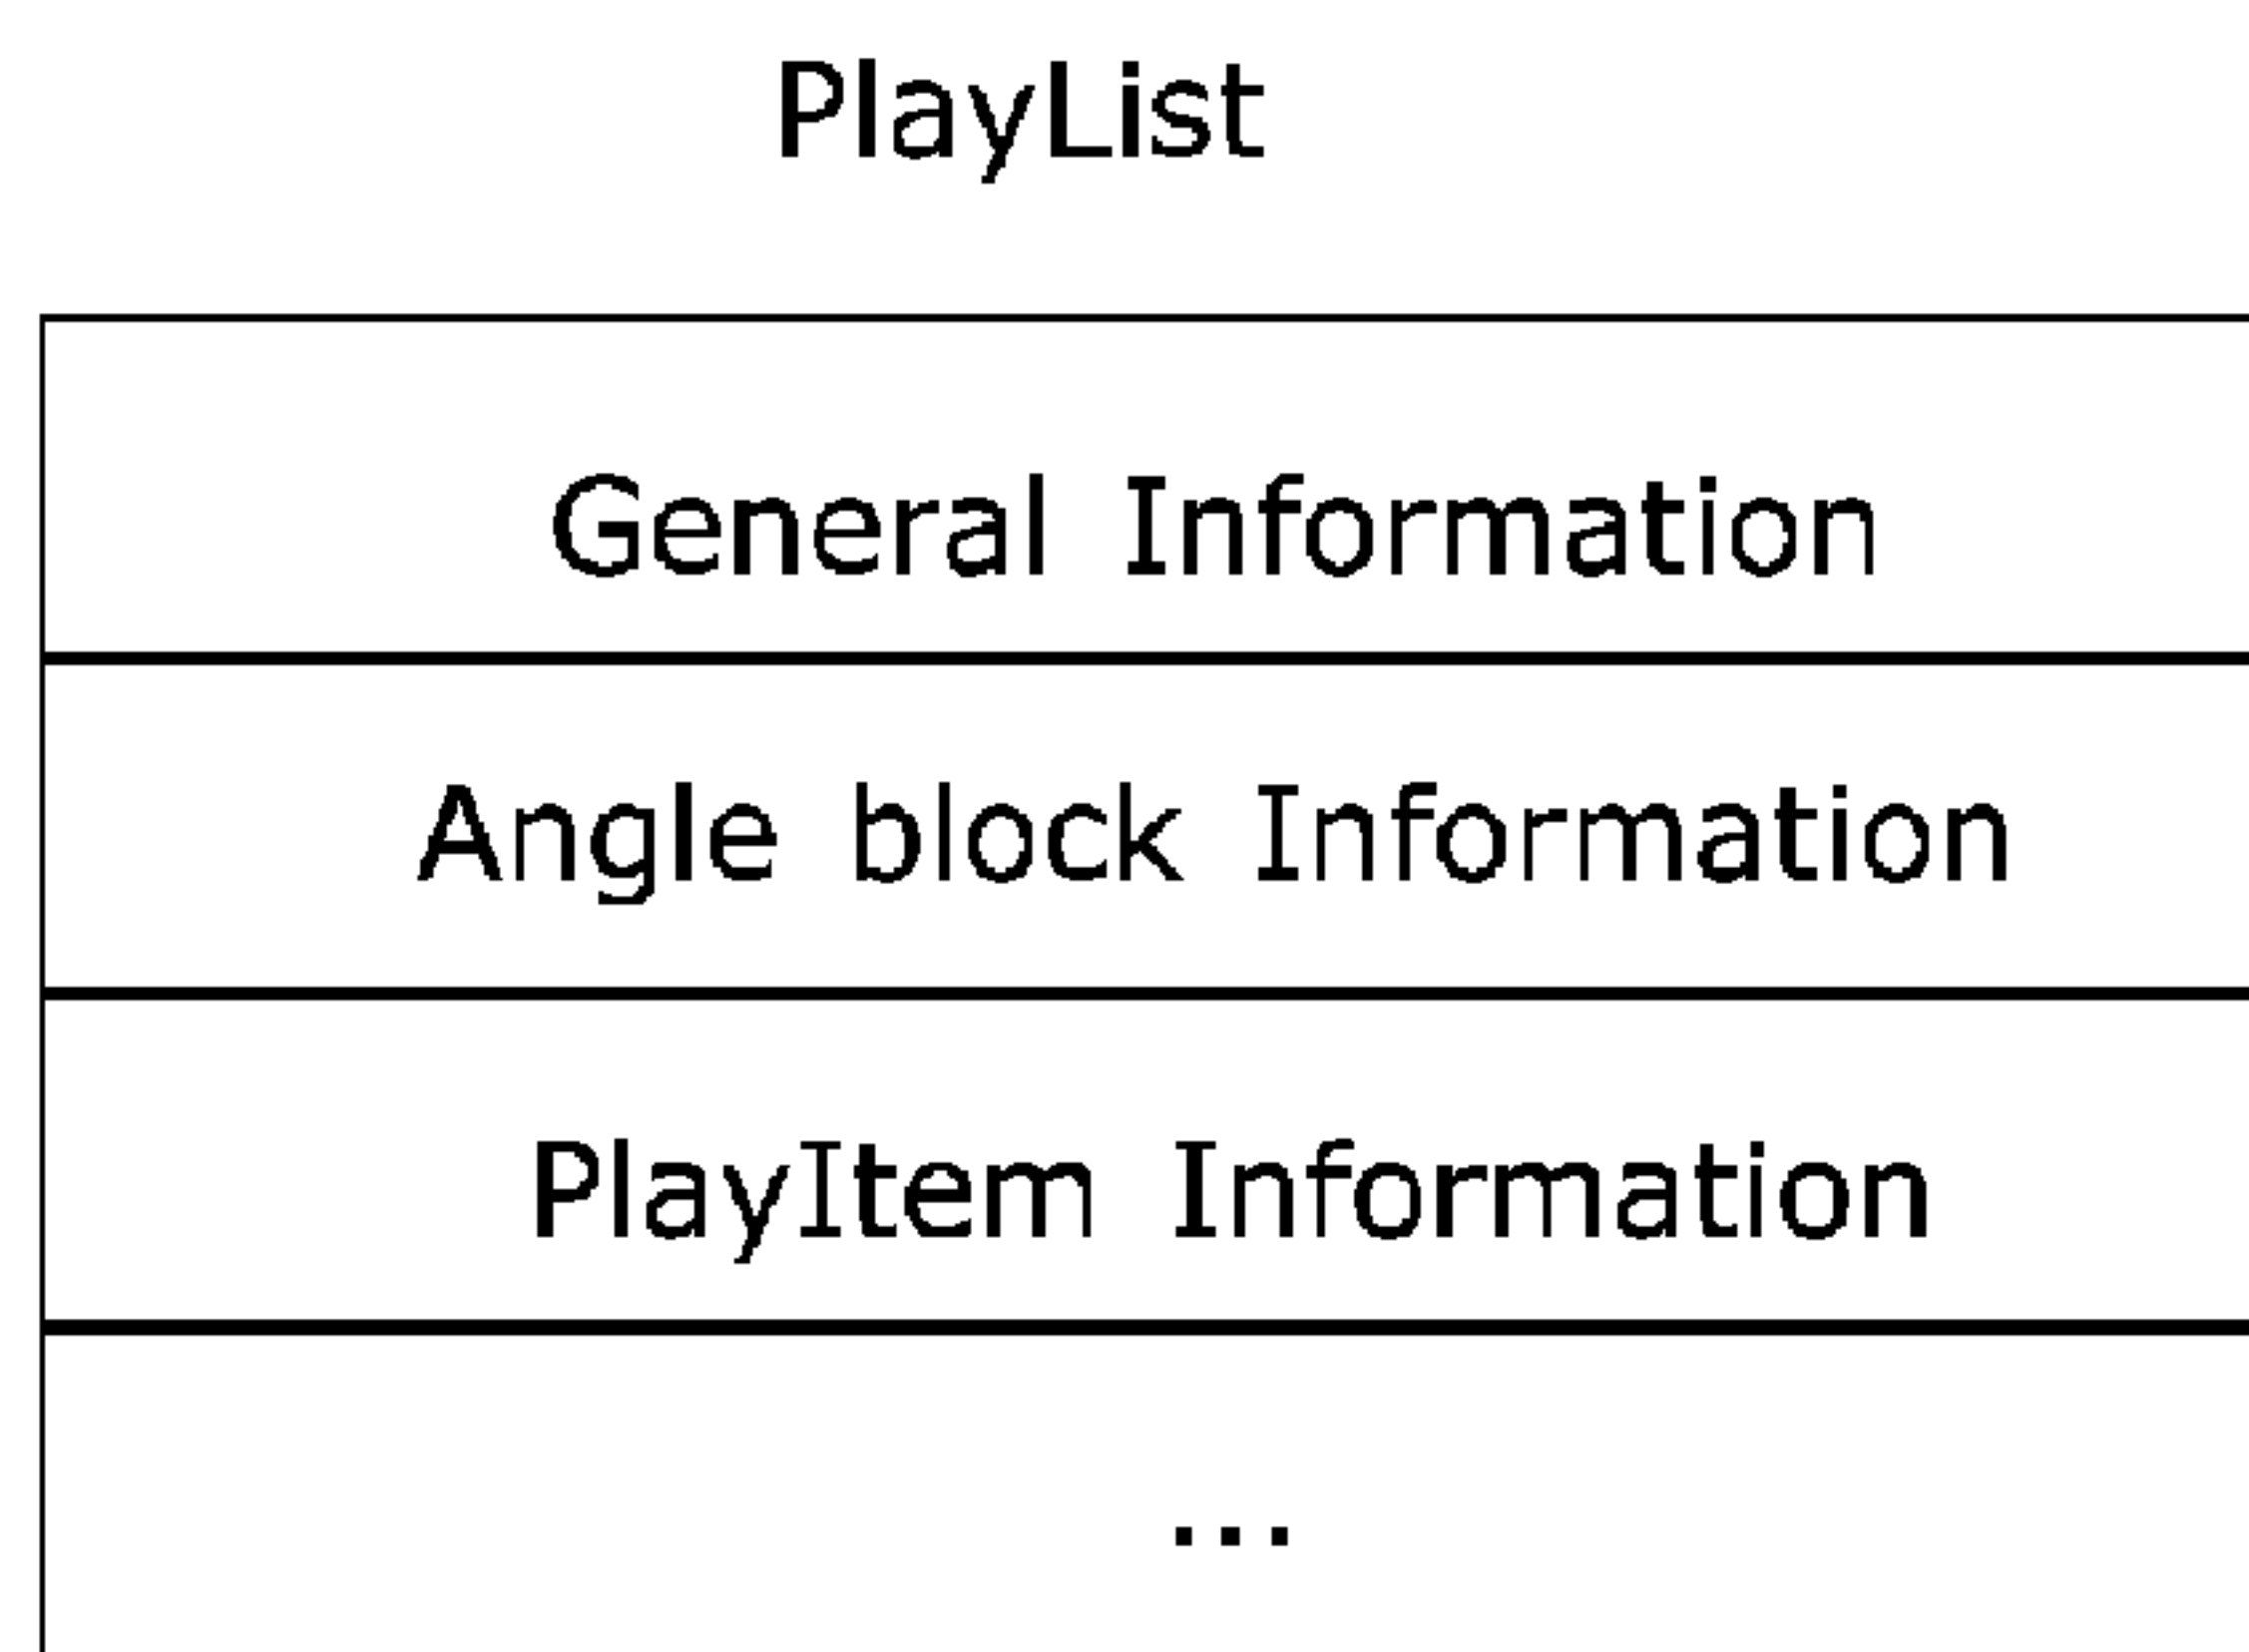 PlayList
General Information
Angle block Information
PlayItem Information
...